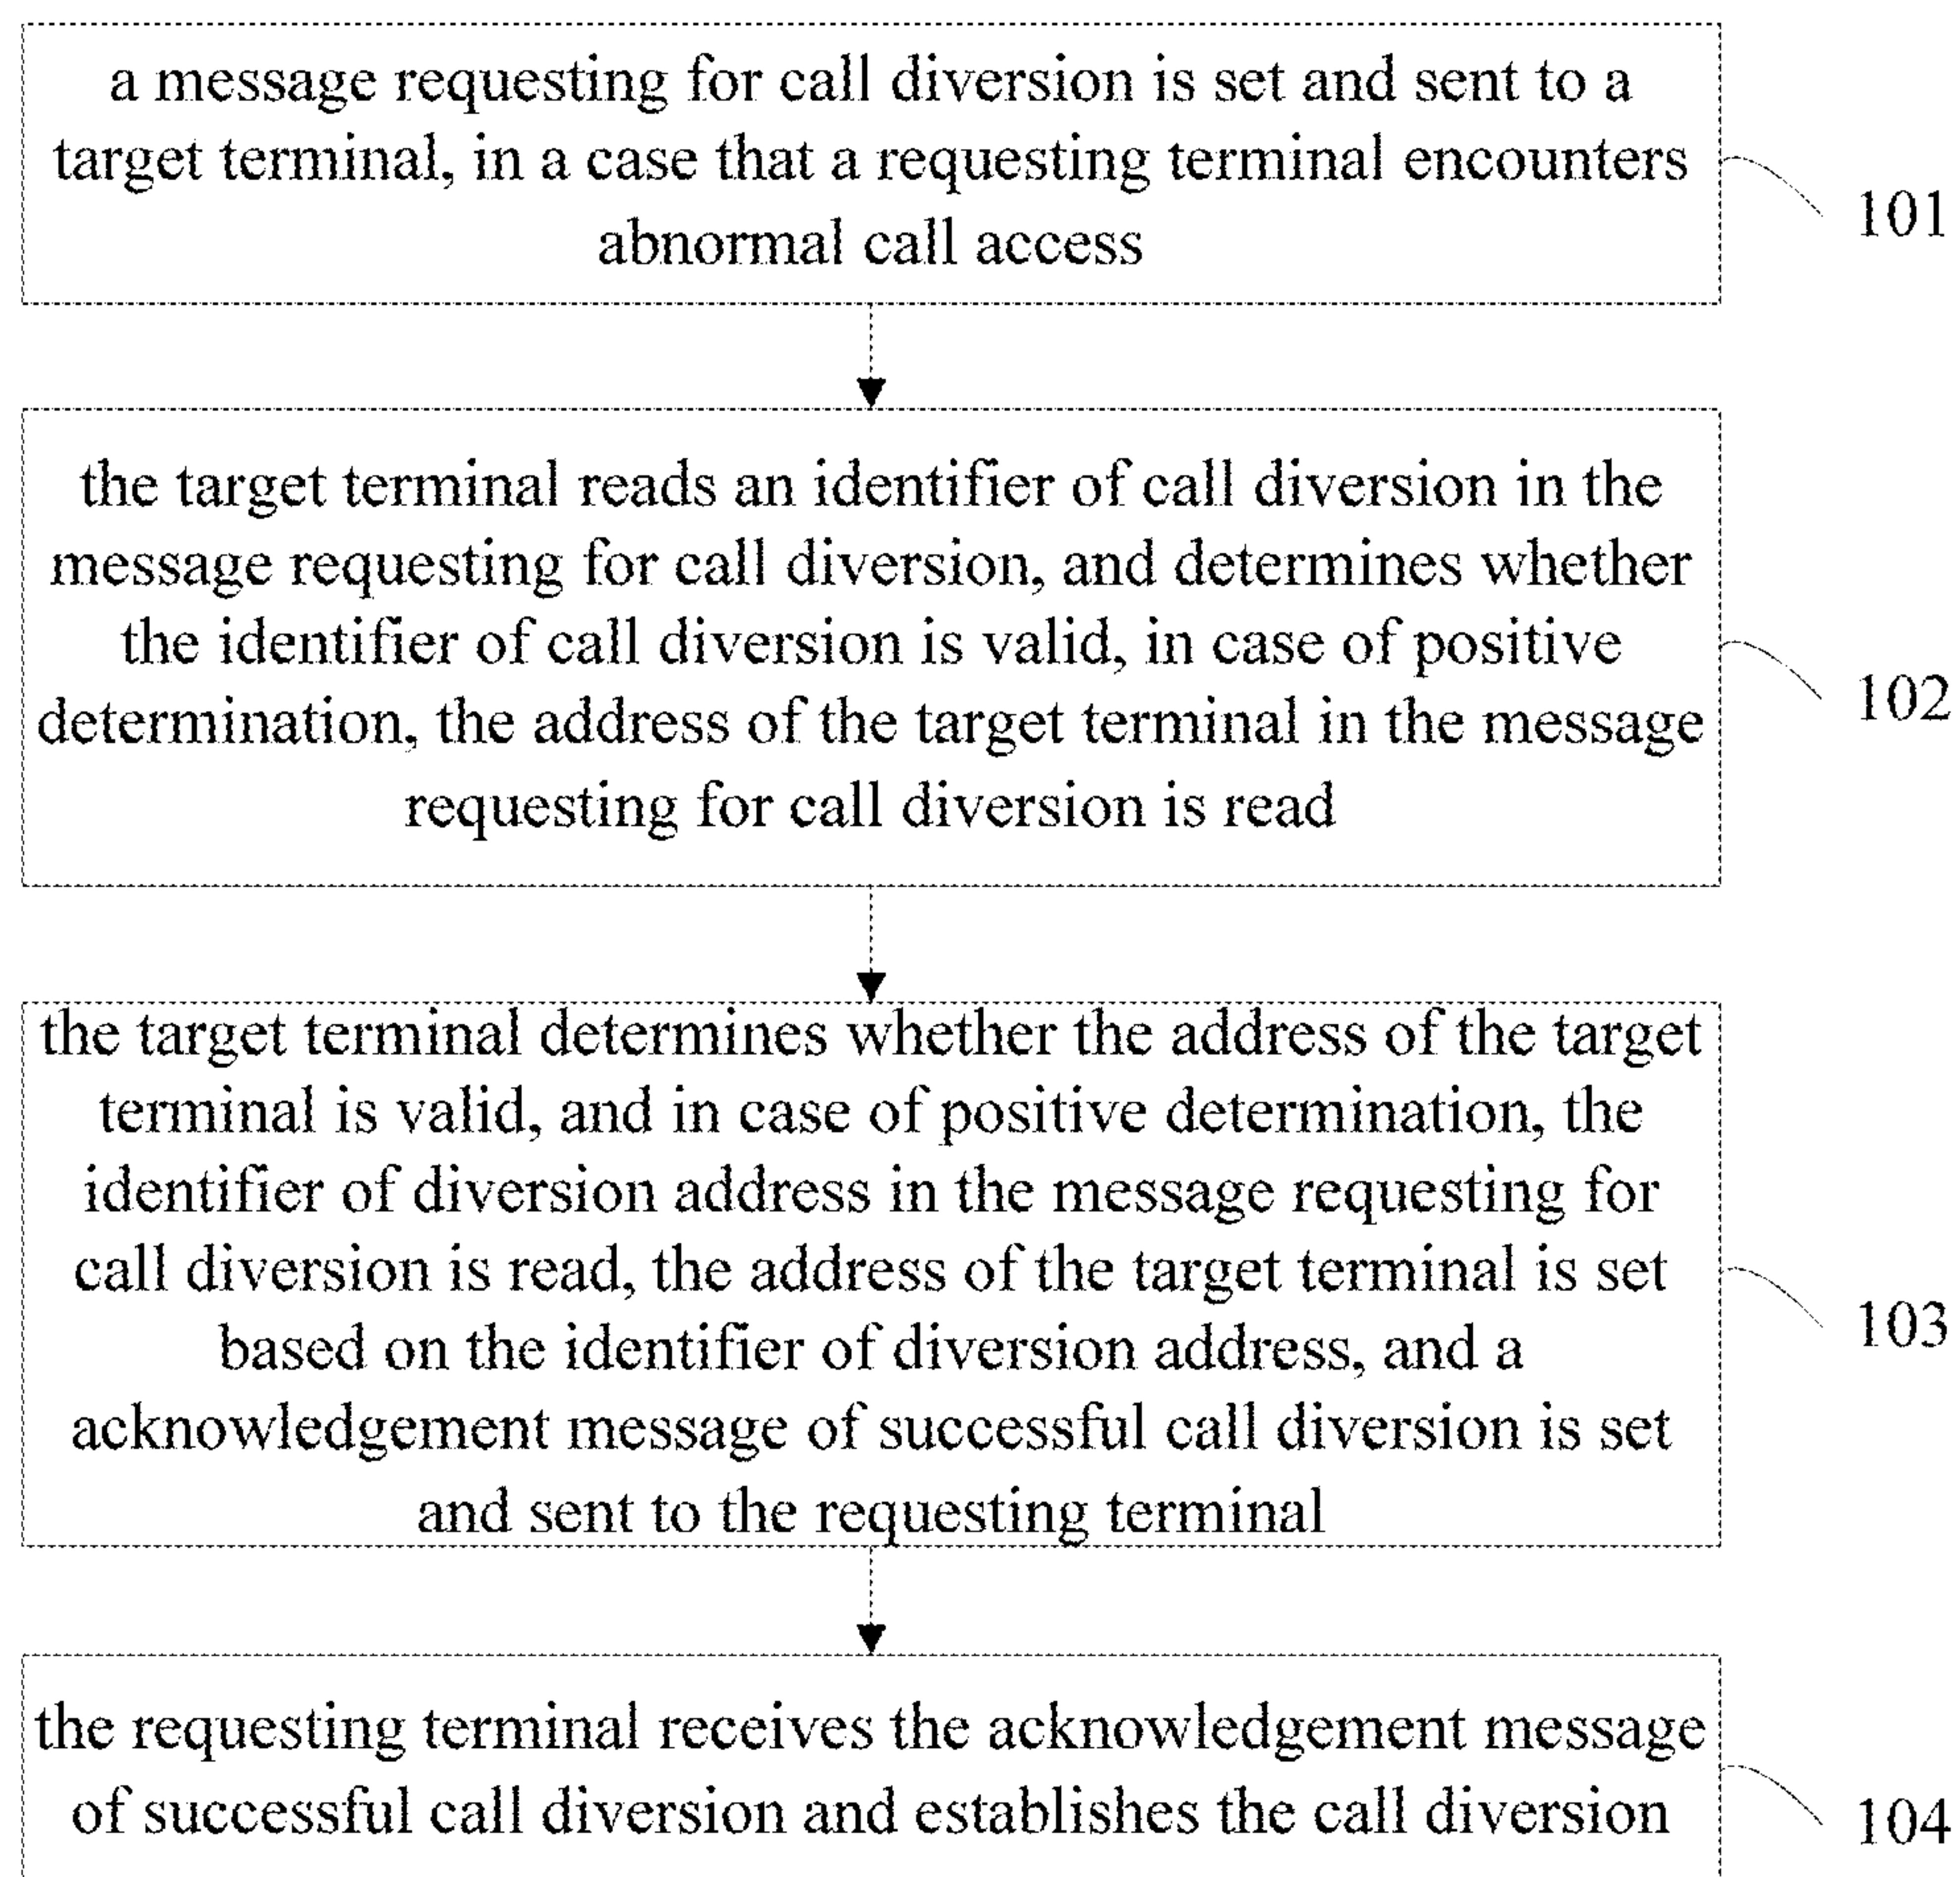 a message requesting for call diversion is set and sent to a
target terminal, in a case that a requesting terminal encounters
abnormal call access
101
the target terminal reads an identifier of call diversion in the
message requesting for call diversion, and determines whether
the identifier of call diversion is valid, in case of positive
determination, the address of the target terminal in the message
requesting for call diversion is read
102
the target terminal determines whether the address of the target
terminal is valid, and in case of positive determination, the
identifier of diversion address in the message requesting for
call diversion is read, the address of the target terminal is set
based on the identifier of diversion address, and a
acknowledgement message of successful call diversion is set
and sent to the requesting terminal
103
the requesting terminal receives the acknowledgement message
of successful call diversion and establishes the call diversion
104